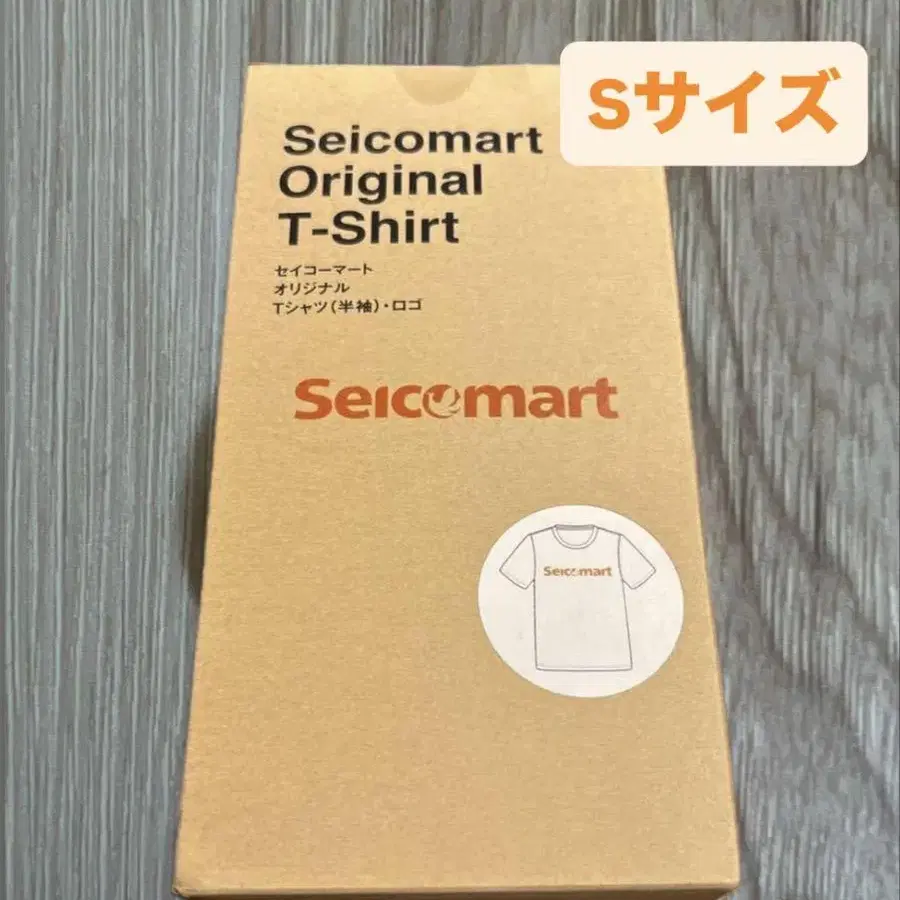 Sサイズ
Seicomart
Original
T-Shirt
セイコーマート
オリジナル
Tシャツ(半袖)・ロゴ
Seicomart
Seicomart